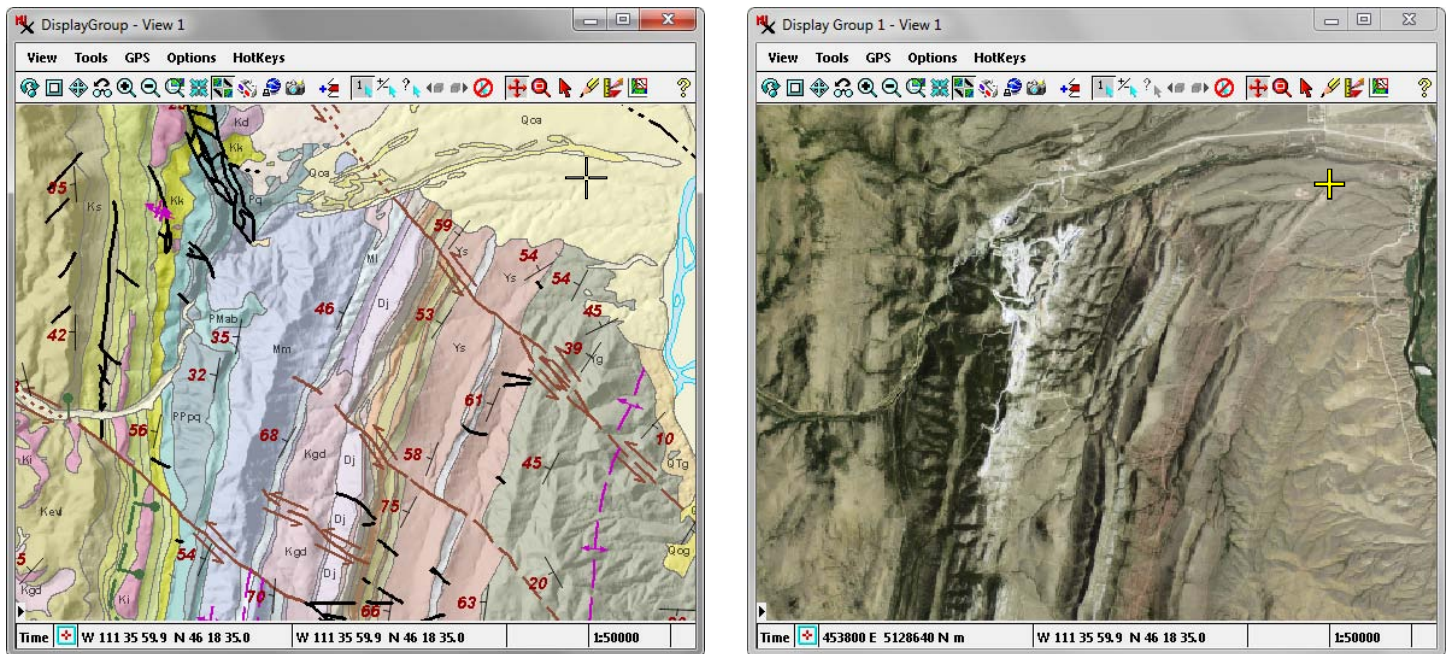 DisplayGroup - View 1
View Tools GPS Options HotKeys
Kd
Qoa
Kk
Qoa
35
Ks
Kk
Pq
59
Ys
54
Ys
54
Ml
Dj
46
45
PMab
42
35
53
39
Mm
Ys
Yg
32
61
PPpq
56
68
10
Ki
Kgd
Dj
58
45
QTg
75
Kevl
Dj
Qog
54
Kgd
5
Dj
20
Kgd
Ki
70
66
63
Time W 111 35 59.9 N 46 18 35.0 W 111 35 59.9 N 46 18 35.0 1:50000
Display Group 1 - View 1
View Tools GPS Options HotKeys
Time 453800 E 5128640 N m W 111 35 59.9 N 46 18 35.0 1:50000